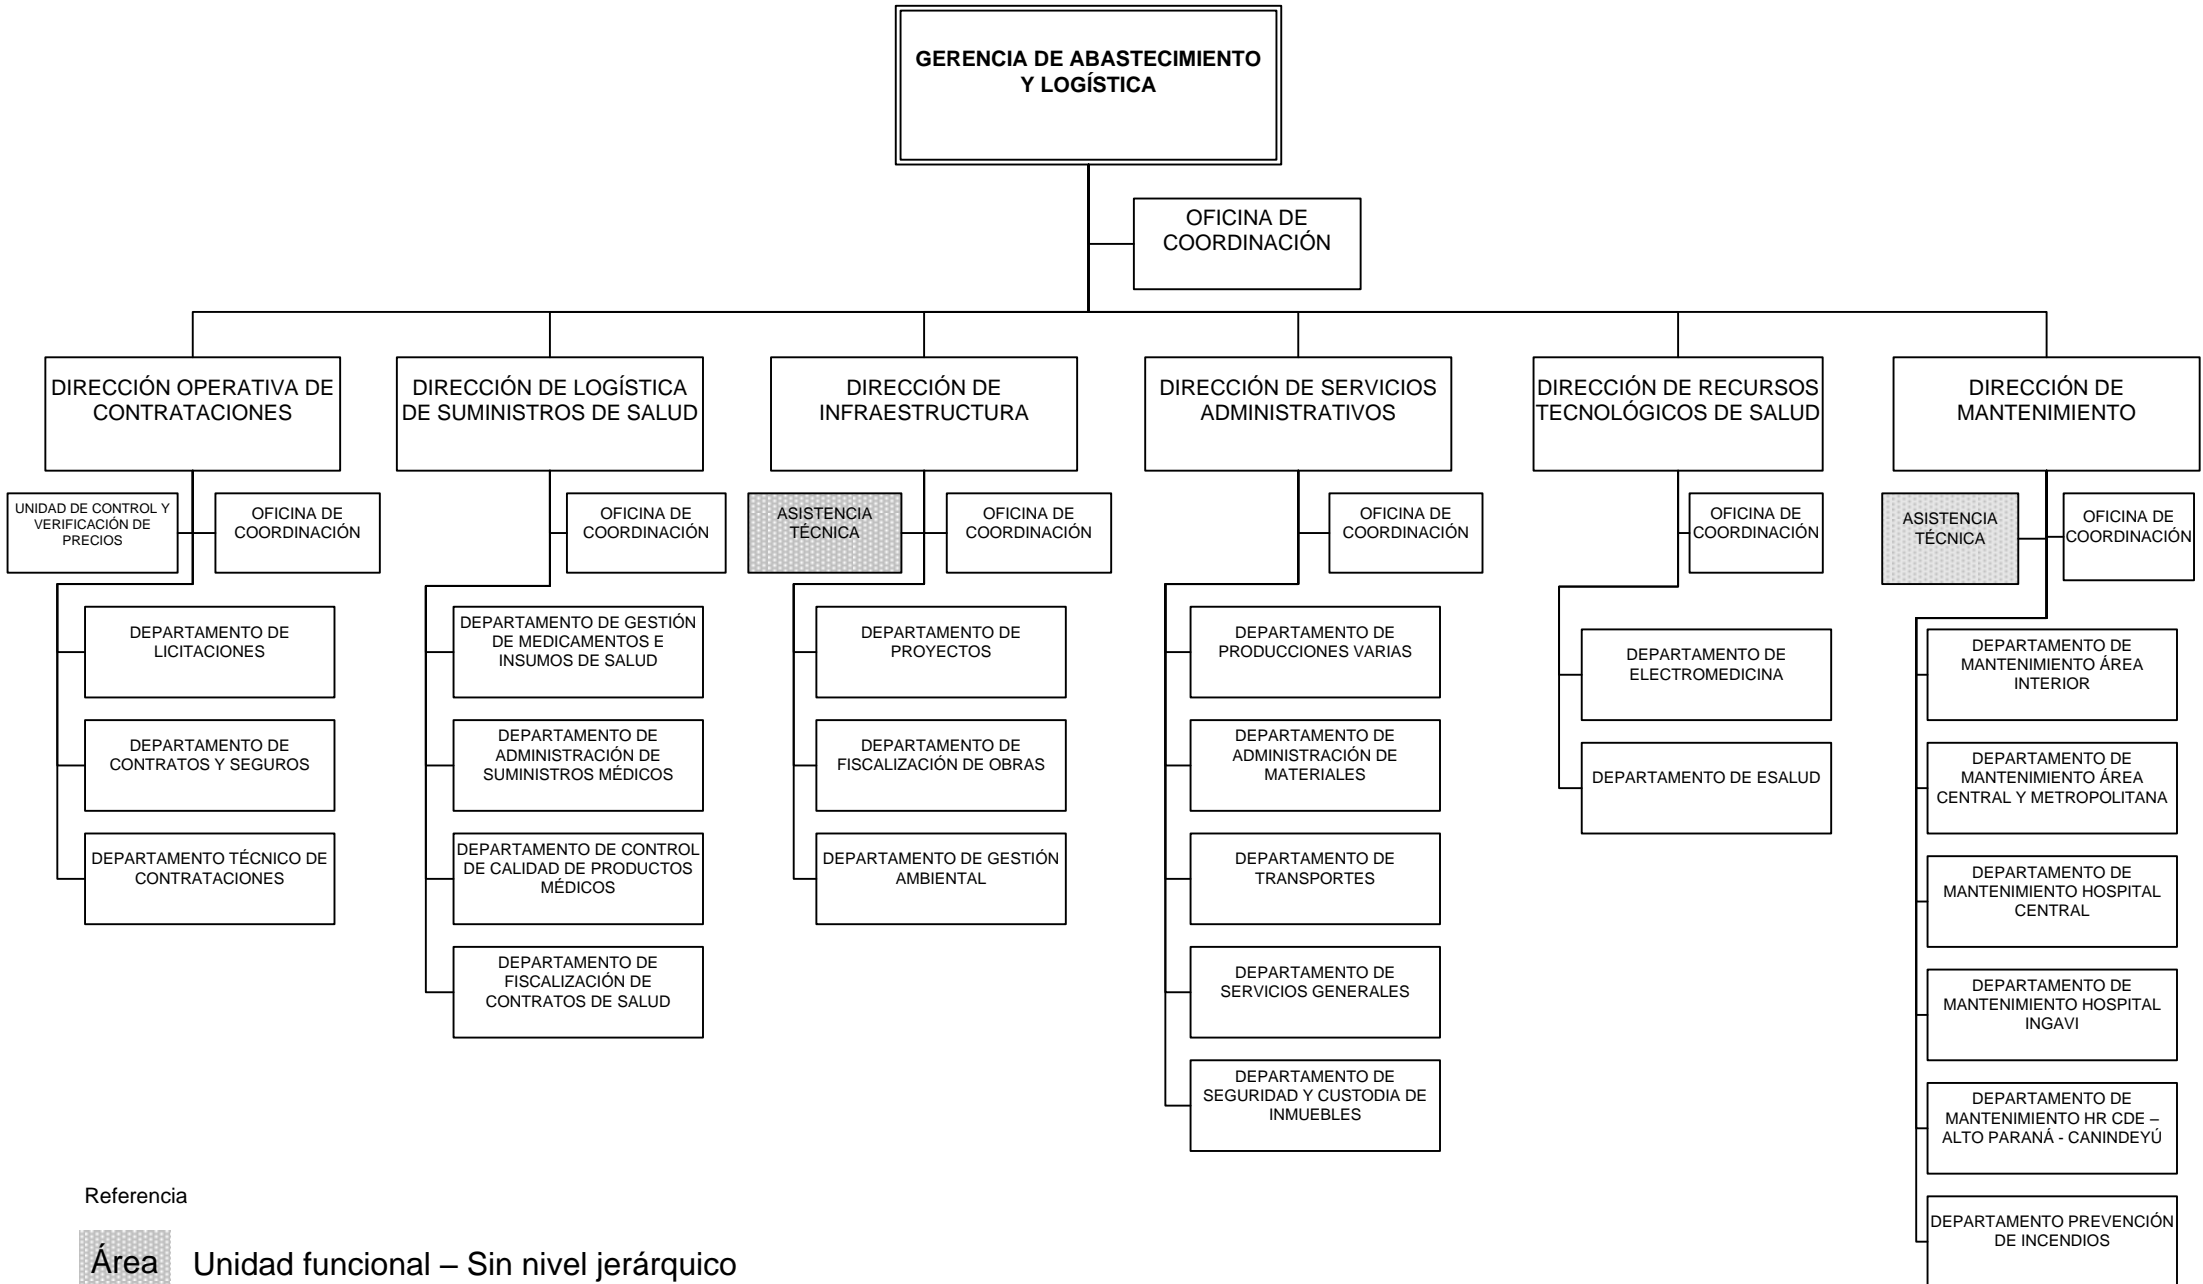 GERENCIA DE ABASTECIMIENTO
Y LOGÍSTICA
OFICINA DE
COORDINACIÓN
DIRECCIÓN OPERATIVA DE
CONTRATACIONES
DIRECCIÓN DE LOGÍSTICA
DE SUMINISTROS DE SALUD
DIRECCIÓN DE
INFRAESTRUCTURA
DIRECCIÓN DE SERVICIOS
ADMINISTRATIVOS
DIRECCIÓN DE RECURSOS
TECNOLÓGICOS DE SALUD
DIRECCIÓN DE
MANTENIMIENTO
UNIDAD DE CONTROL Y
VERIFICACIÓN DE
PRECIOS
OFICINA DE
COORDINACIÓN
OFICINA DE
COORDINACIÓN
ASISTENCIA
TÉCNICA
OFICINA DE
COORDINACIÓN
OFICINA DE
COORDINACIÓN
OFICINA DE
COORDINACIÓN
ASISTENCIA
TÉCNICA
OFICINA DE
COORDINACIÓN
DEPARTAMENTO DE
LICITACIONES
DEPARTAMENTO DE
CONTRATOS Y SEGUROS
DEPARTAMENTO TÉCNICO DE
CONTRATACIONES
DEPARTAMENTO DE GESTIÓN
DE MEDICAMENTOS E
INSUMOS DE SALUD
DEPARTAMENTO DE
ADMINISTRACIÓN DE
SUMINISTROS MÉDICOS
DEPARTAMENTO DE CONTROL
DE CALIDAD DE PRODUCTOS
MÉDICOS
DEPARTAMENTO DE
FISCALIZACIÓN DE
CONTRATOS DE SALUD
DEPARTAMENTO DE
PROYECTOS
DEPARTAMENTO DE
FISCALIZACIÓN DE OBRAS
DEPARTAMENTO DE GESTIÓN
AMBIENTAL
DEPARTAMENTO DE
PRODUCCIONES VARIAS
DEPARTAMENTO DE
ADMINISTRACIÓN DE
MATERIALES
DEPARTAMENTO DE
TRANSPORTES
DEPARTAMENTO DE
SERVICIOS GENERALES
DEPARTAMENTO DE
SEGURIDAD Y CUSTODIA DE
INMUEBLES
DEPARTAMENTO DE
ELECTROMEDICINA
DEPARTAMENTO DE ESALUD
DEPARTAMENTO DE
MANTENIMIENTO ÁREA
INTERIOR
DEPARTAMENTO DE
MANTENIMIENTO ÁREA
CENTRAL Y METROPOLITANA
DEPARTAMENTO DE
MANTENIMIENTO HOSPITAL
CENTRAL
DEPARTAMENTO DE
MANTENIMIENTO HOSPITAL
INGAVI
DEPARTAMENTO DE
MANTENIMIENTO HR CDE –
ALTO PARANÁ - CANINDEYÚ
DEPARTAMENTO PREVENCIÓN
DE INCENDIOS
Referencia
Área Unidad funcional – Sin nivel jerárquico